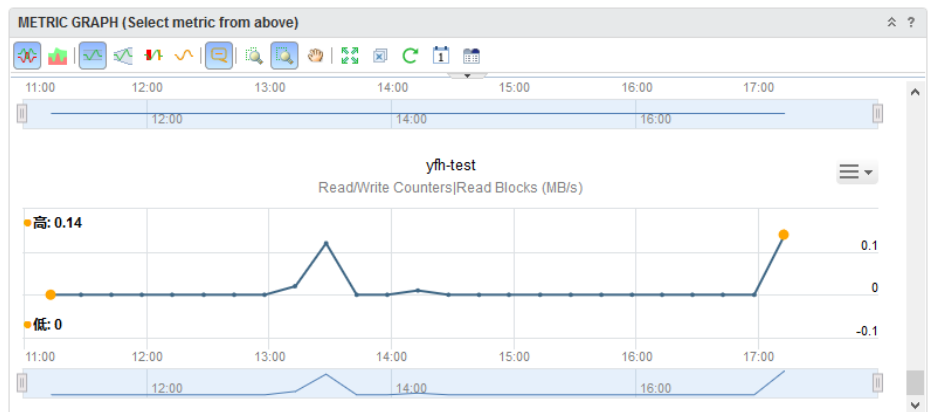 METRIC GRAPH (Select metric from above)
?
1
11:00 12:00 13:00 14:00 15:00 16:00 17:00
12:00 14:00 16:00
yfh-test
Read/Write Counters|Read Blocks (MB/s)
高: 0.14
0.1
0
低: 0
-0.1
11:00 12:00 13:00 14:00 15:00 16:00 17:00
12:00 14:00 16:00